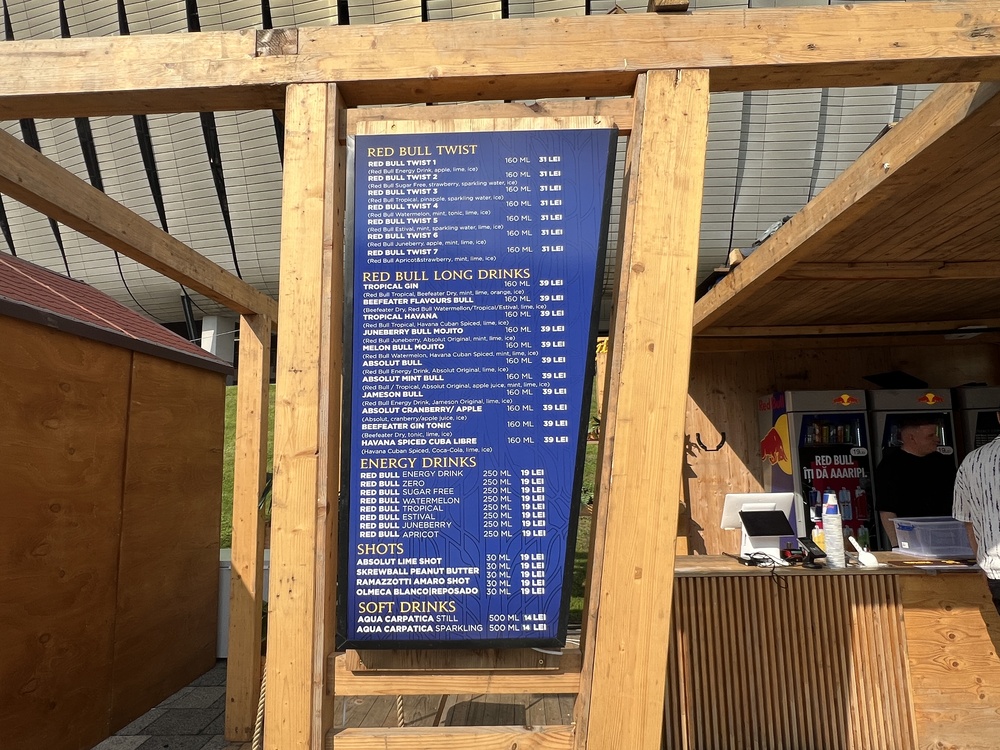 RED BULL TWIST
RED BULL TWIST 1 160 ML 31 LEI
(Red Bull Energy Drink, apple, lime, ice)
RED BULL TWIST 2 160 ML 31 LEI
(Red Bull Sugar Free, strawberry, sparkling water, ice)
RED BULL TWIST 3 160 ML 31 LEI
(Red Bull Tropical, pinapple, sparkling water, ice)
RED BULL TWIST 4 160 ML 31 LEI
(Red Bull Watermelon, mint, tonic, lime, ice)
RED BULL TWIST 5 160 ML 31 LEI
(Red Bull Estival, mint, sparkling water, lime, ice)
RED BULL TWIST 6 160 ML 31 LEI
(Red Bull Juneberry, apple, mint, lime, ice)
RED BULL TWIST 7 160 ML 31 LEI
(Red Bull Apricot&strawberry, mint, lime, ice)
RED BULL LONG DRINKS
TROPICAL GIN 160 ML 39 LEI
(Red Bull Tropical, Beefeater Dry, mint, lime, orange, ice)
BEEFEATER FLAVOURS BULL 160 ML 39 LEI
(Beefeater Dry, Red Bull Watermellon/Tropical/Estival, lime, ice)
TROPICAL HAVANA 160 ML 39 LEI
(Red Bull Tropical, Havana Cuban Spiced, lime, ice)
JUNEBERRY BULL MOJITO 160 ML 39 LEI
(Red Bull Juneberry, Absolut Original, mint, lime, ice)
MELON BULL MOJITO 160 ML 39 LEI
(Red Bull Watermelon, Havana Cuban Spiced, mint, lime, ice)
ABSOLUT BULL 160 ML 39 LEI
(Red Bull Energy Drink, Absolut Original, lime, ice)
ABSOLUT MINT BULL 160 ML 39 LEI
(Red Bull / Tropical, Absolut Original, apple juice, mint, lime, ice)
JAMESON BULL 160 ML 39 LEI
(Red Bull Energy Drink, Jameson Original, lime, ice)
ABSOLUT CRANBERRY/ APPLE 160 ML 39 LEI
(Absolut, cranberry/apple juice, ice)
BEEFEATER GIN TONIC 160 ML 39 LEI
(Beefeater Dry, tonic, lime, ice)
HAVANA SPICED CUBA LIBRE 160 ML 39 LEI
(Havana Cuban Spiced, Coca-Cola, lime, ice)
ENERGY DRINKS
RED BULL ENERGY DRINK 250 ML 19 LEI
RED BULL ZERO 250 ML 19 LEI
RED BULL SUGAR FREE 250 ML 19 LEI
RED BULL WATERMELON 250 ML 19 LEI
RED BULL TROPICAL 250 ML 19 LEI
RED BULL ESTIVAL 250 ML 19 LEI
RED BULL JUNEBERRY 250 ML 19 LEI
RED BULL APRICOT 250 ML 19 LEI
SHOTS
ABSOLUT LIME SHOT 30 ML 19 LEI
SKREWBALL PEANUT BUTTER 30 ML 19 LEI
RAMAZZOTTI AMARO SHOT 30 ML 19 LEI
OLMECA BLANCO|REPOSADO 30 ML 19 LEI
SOFT DRINKS
AQUA CARPATICA STILL 500 ML 14 LEI
AQUA CARPATICA SPARKLING 500 ML 14 LEI
RED BULL
ÎȚI DĂ AAARIPI.